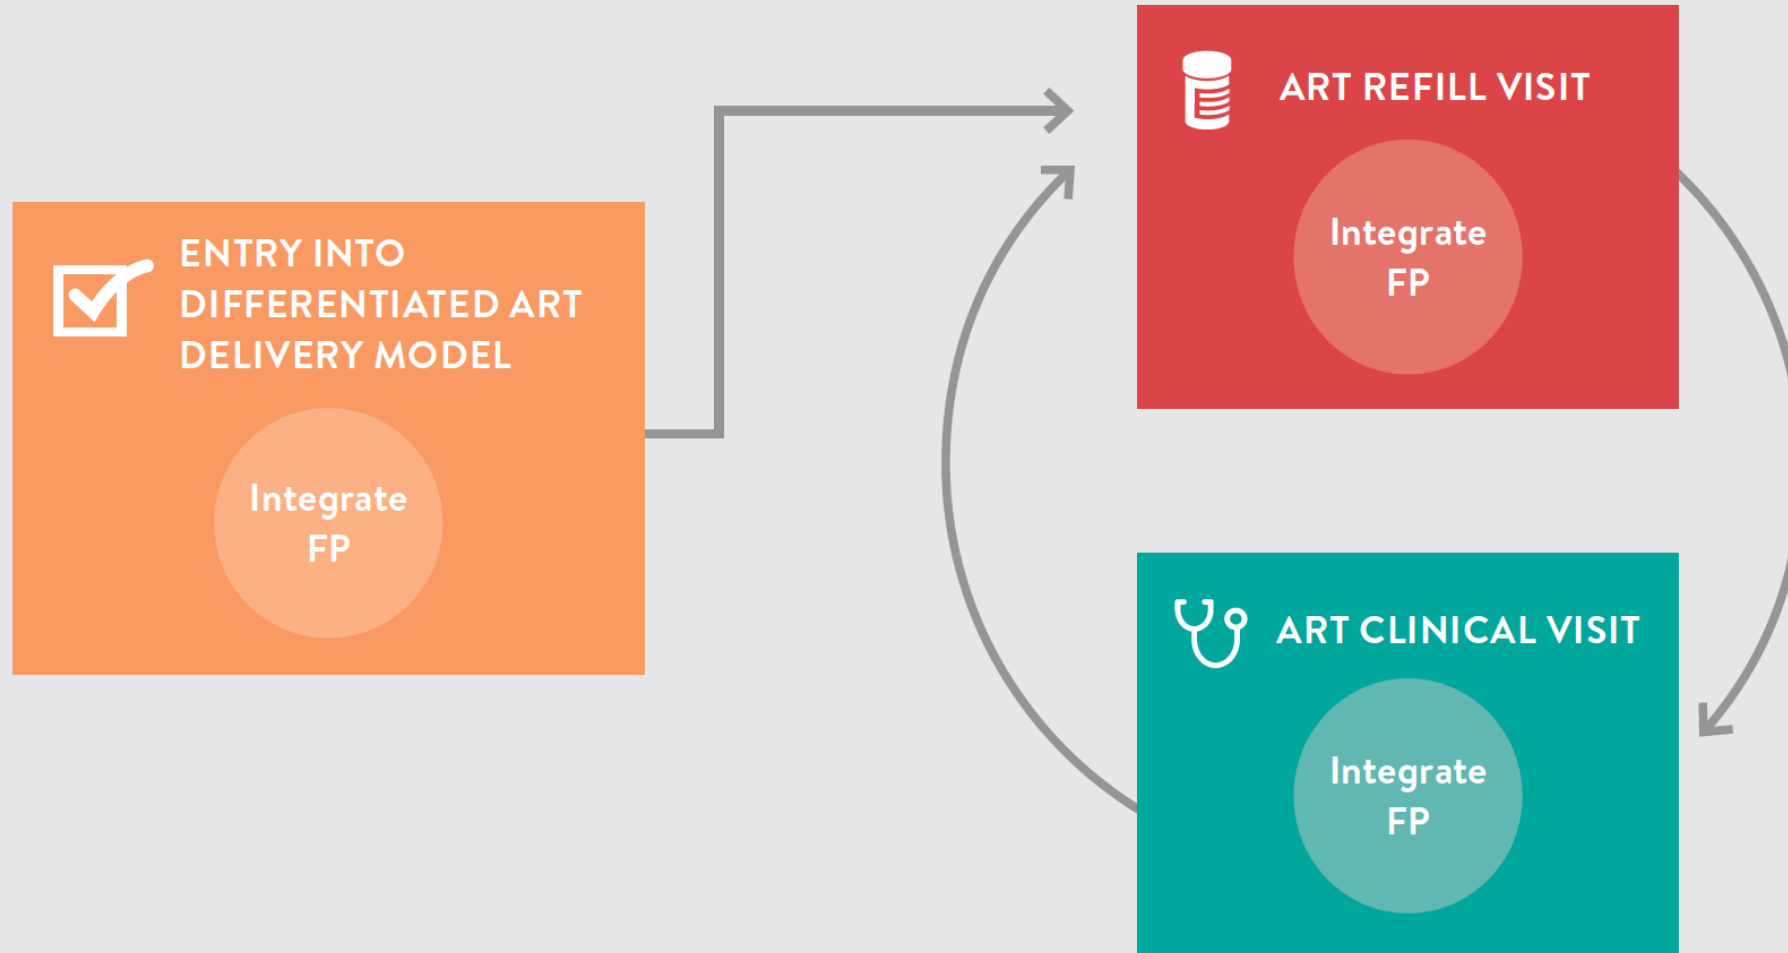 ENTRY INTO
DIFFERENTIATED ART
DELIVERY MODEL
Integrate
FP
ART REFILL VISIT
Integrate
FP
ART CLINICAL VISIT
Integrate
FP